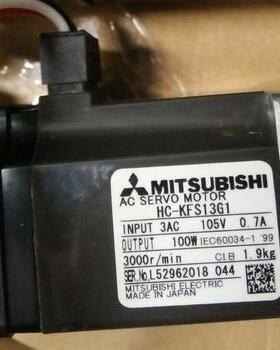 MITSUBISHI
AC SERVO MOTOR
HC-KFS13G1
INPUT 3AC 105V 0.7A
OUTPUT 100W IEC60034-1 '99
3000r/min CLB 1.9kg
SER.No.L52962018 044
MITSUBISHI ELECTRIC
MADE IN JAPAN